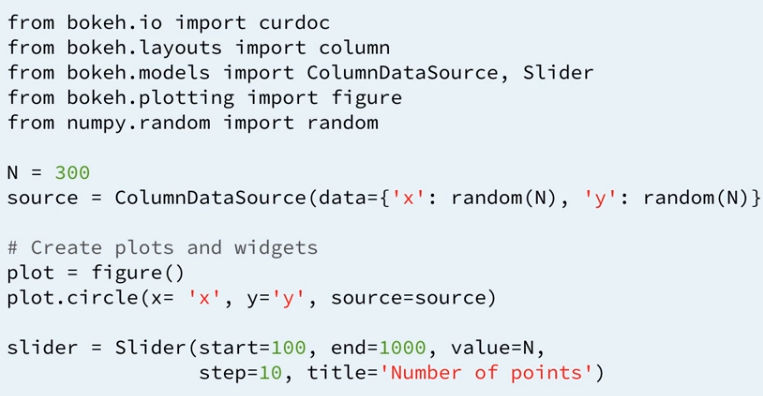 from bokeh.io import curdoc
from bokeh.layouts import column
from bokeh.models import ColumnDataSource, Slider
from bokeh.plotting import figure
from numpy.random import random
N = 300
source = ColumnDataSource(data={'x': random(N), 'y': random(N)}
# Create plots and widgets
plot = figure()
plot.circle(x= 'x', y='y', source=source)
slider = Slider(start=100, end=1000, value=N,
step=10, title='Number of points')